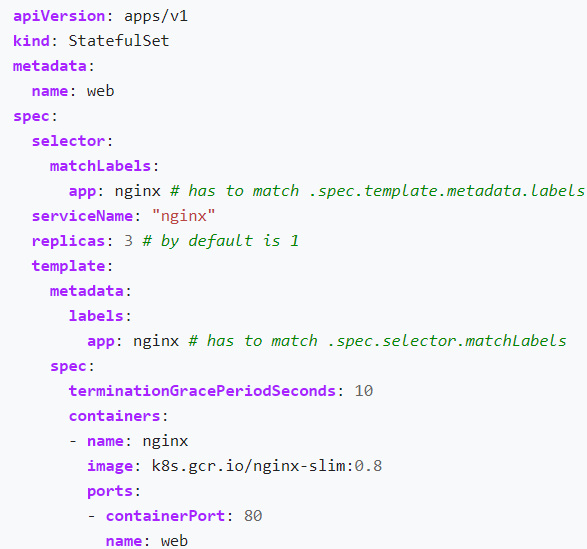 apiVersion: apps/v1
kind: StatefulSet
metadata:
  name: web
spec:
  selector:
    matchLabels:
      app: nginx # has to match .spec.template.metadata.labels
  serviceName: "nginx"
  replicas: 3 # by default is 1
  template:
    metadata:
      labels:
        app: nginx # has to match .spec.selector.matchLabels
    spec:
      terminationGracePeriodSeconds: 10
      containers:
      - name: nginx
        image: k8s.gcr.io/nginx-slim:0.8
        ports:
        - containerPort: 80
          name: web